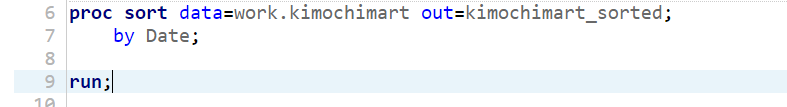 6 proc sort data=work.kimochimart out=kimochimart_sorted;
7 by Date;
8
9 run;
10